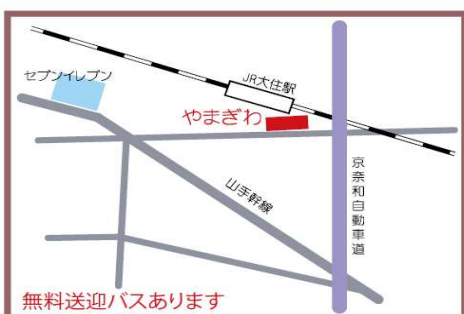 セブンイレブン
JR大住駅
やまぎわ
山手幹線
京奈和自動車道
無料送迎バスあります